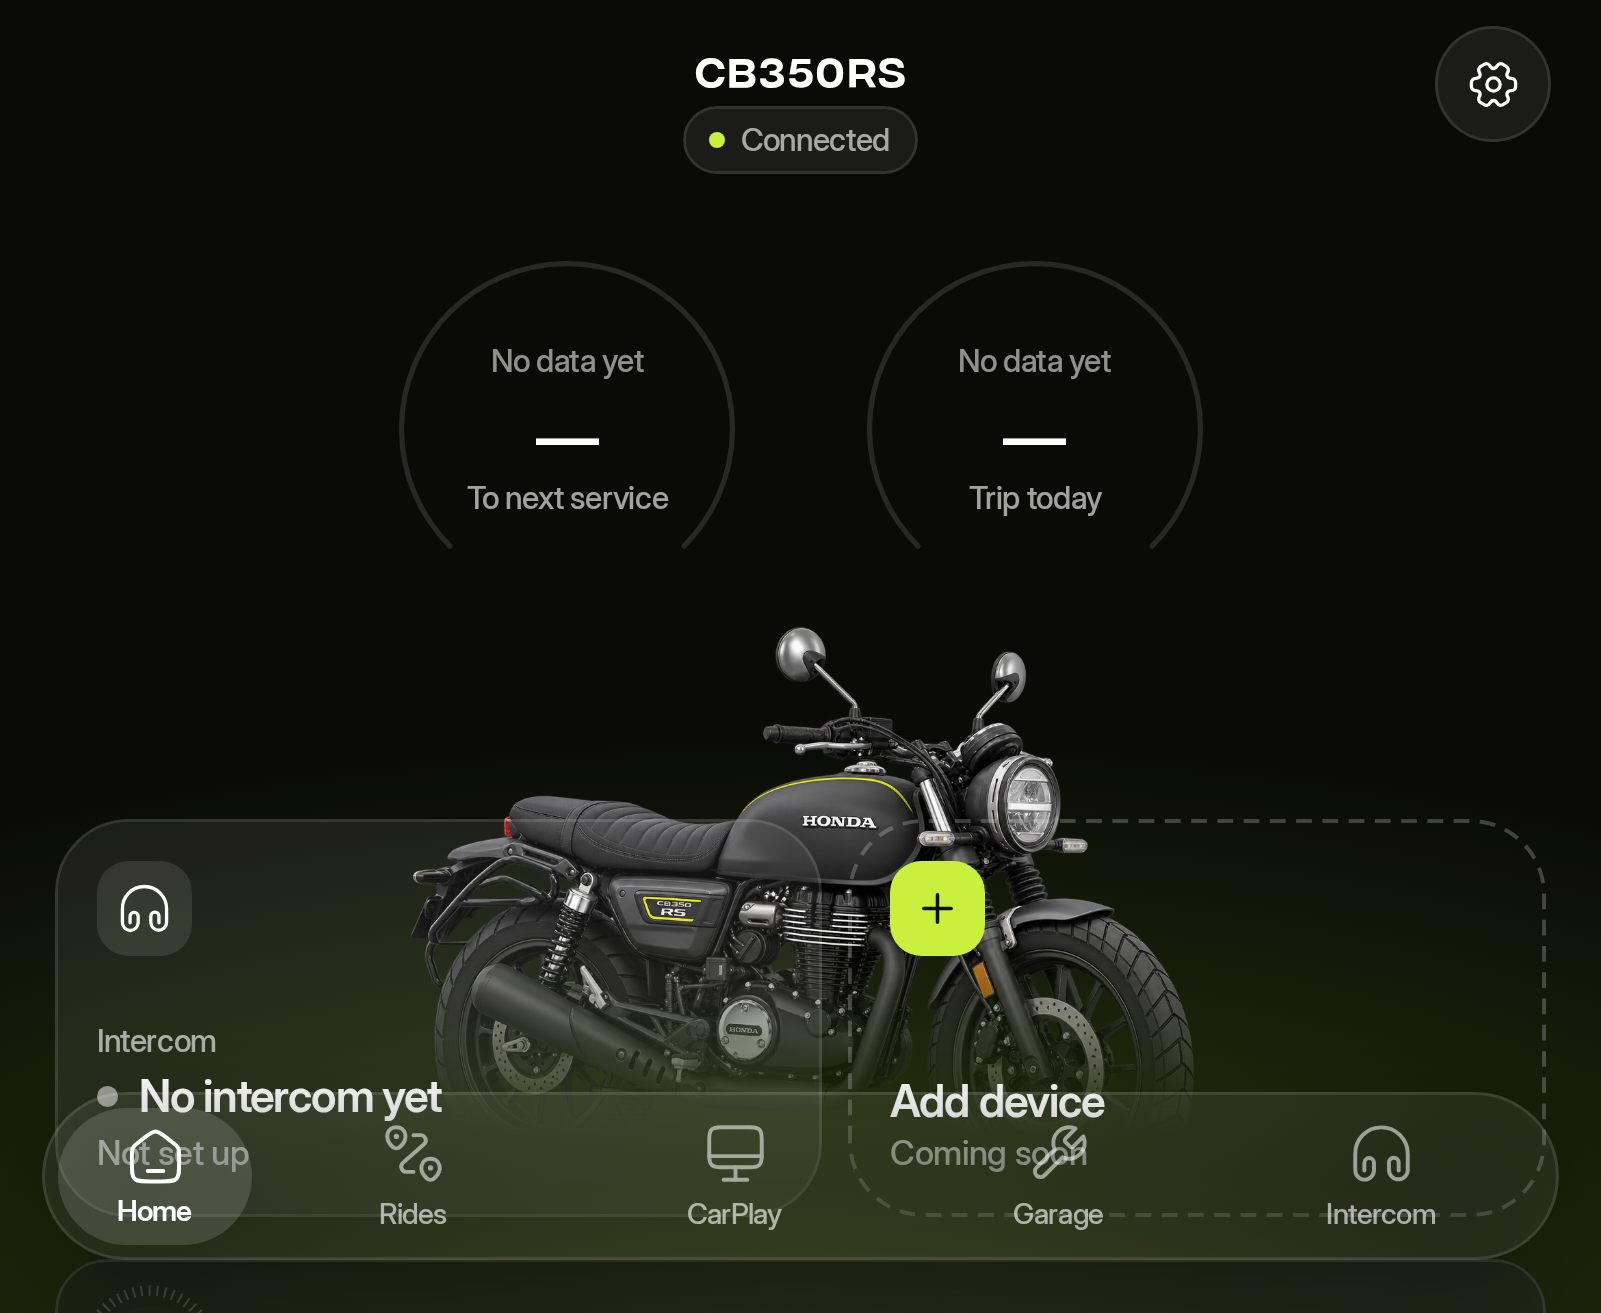 CB350RS
Connected
No data yet
—
To next service
No data yet
—
Trip today
HONDA
CB350
RS
HONDA
Intercom
No intercom yet
Not set up
Add device
Coming soon
Home
Rides
CarPlay
Garage
Intercom